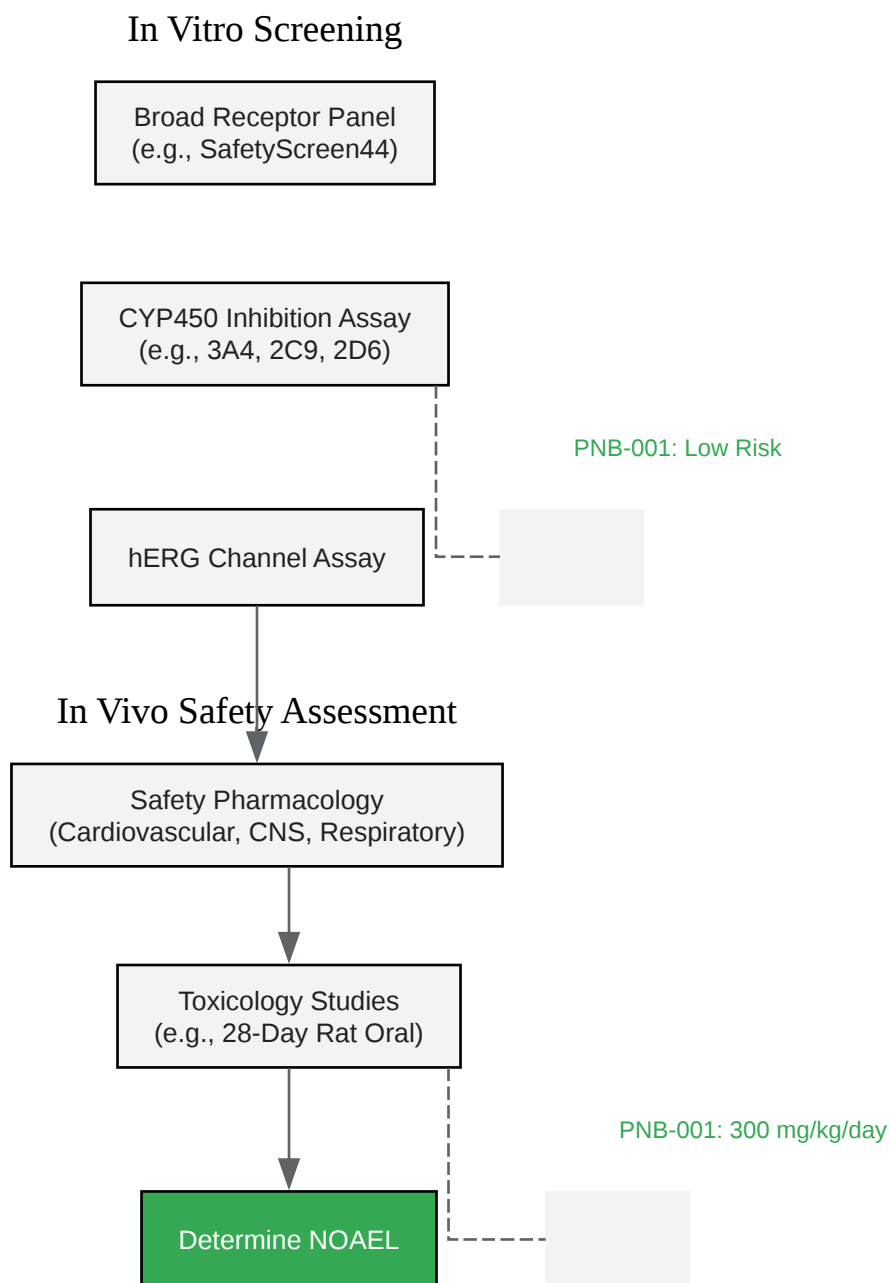 In Vitro Screening
Broad Receptor Panel
(e.g., SafetyScreen44)
CYP450 Inhibition Assay
(e.g., 3A4, 2C9, 2D6)
PNB-001: Low Risk
hERG Channel Assay
In Vivo Safety Assessment
Safety Pharmacology
(Cardiovascular, CNS, Respiratory)
Toxicology Studies
(e.g., 28-Day Rat Oral)
PNB-001: 300 mg/kg/day
Determine NOAEL